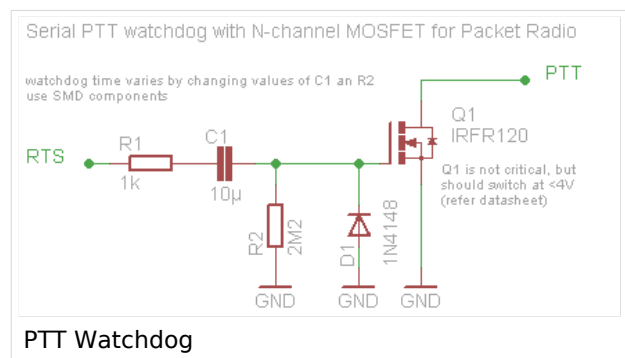 Serial PTT watchdog with N-channel MOSFET for Packet Radio
watchdog time varies by changing values of C1 an R2
use SMD components
PTT
Q1
IRFR120
Q1 is not critical, but
should switch at <4V
(refer datasheet)
RTS
R1
1k
C1
10µ
R2
2M2
D1
1N4148
GND
GND
GND
PTT Watchdog